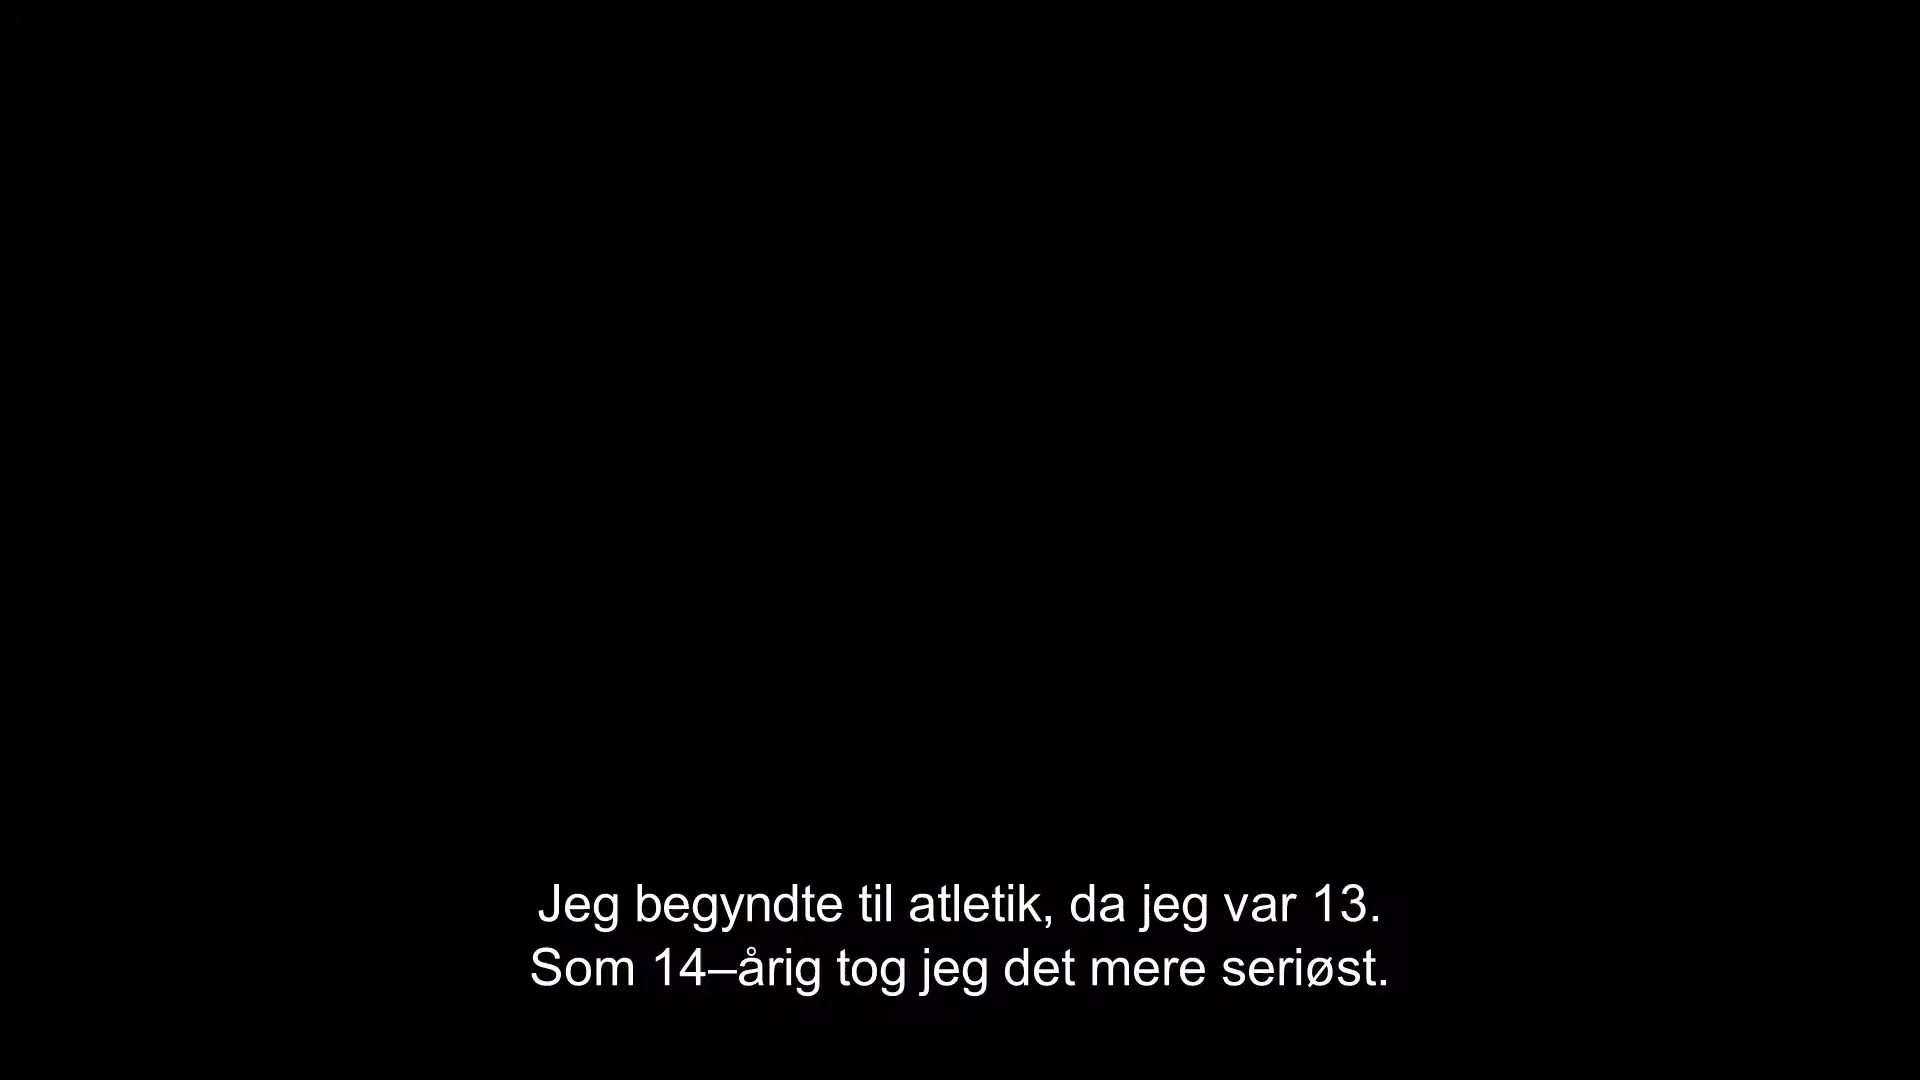 Jeg begyndte til atletik, da jeg var 13.
Som 14–årig tog jeg det mere seriøst.